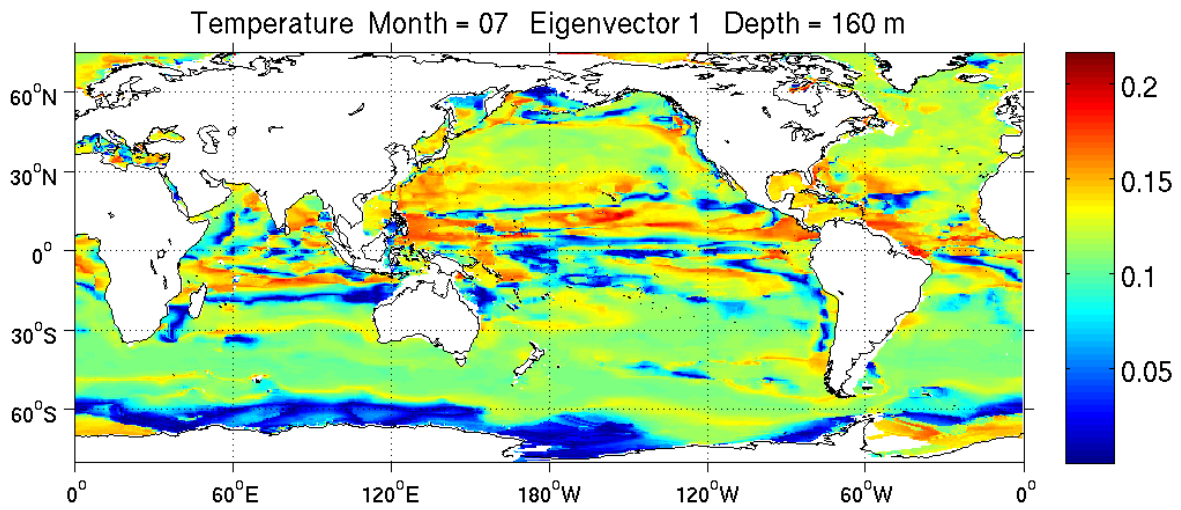 Temperature Month = 07 Eigenvector 1 Depth = 160 m
60°N
30°N
0°
30°S
60°S
0° 60°E 120°E 180°W 120°W 60°W 0°
0.2
0.15
0.1
0.05